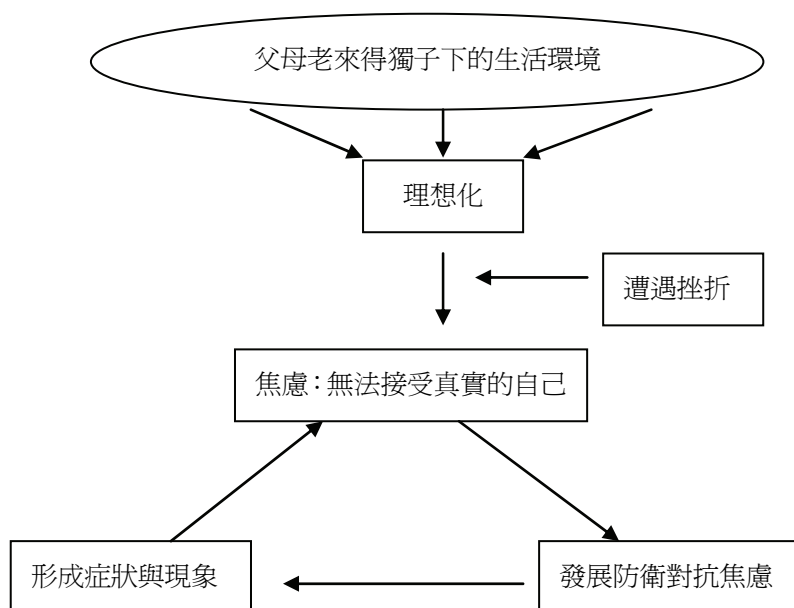 父母老來得獨子下的生活環境
理想化
遭遇挫折
焦慮：無法接受真實的自己
形成症狀與現象
發展防衛對抗焦慮